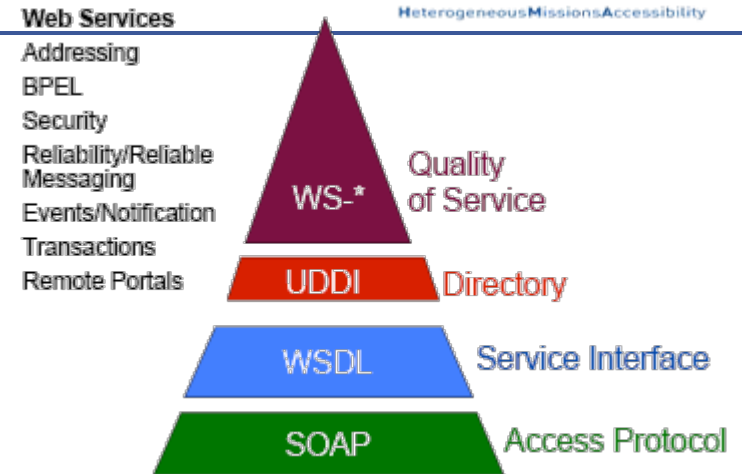 Web Services
HeterogeneousMissionsAccessibility
Addressing
BPEL
Security
Reliability/Reliable
Messaging
Events/Notification
Transactions
Remote Portals
WS-*
Quality
of Service
UDDI
Directory
WSDL
Service Interface
SOAP
Access Protocol